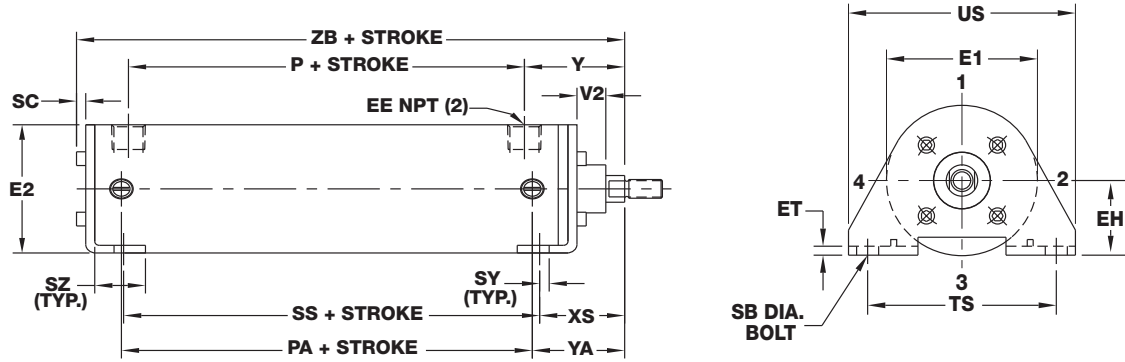 ZB + STROKE
P + STROKE
Y
V2
SC
EE NPT (2)
E2
SZ
(TYP.)
SY
(TYP.)
SS + STROKE
XS
PA + STROKE
YA
US
E1
1
4
2
EH
ET
3
TS
SB DIA.
BOLT